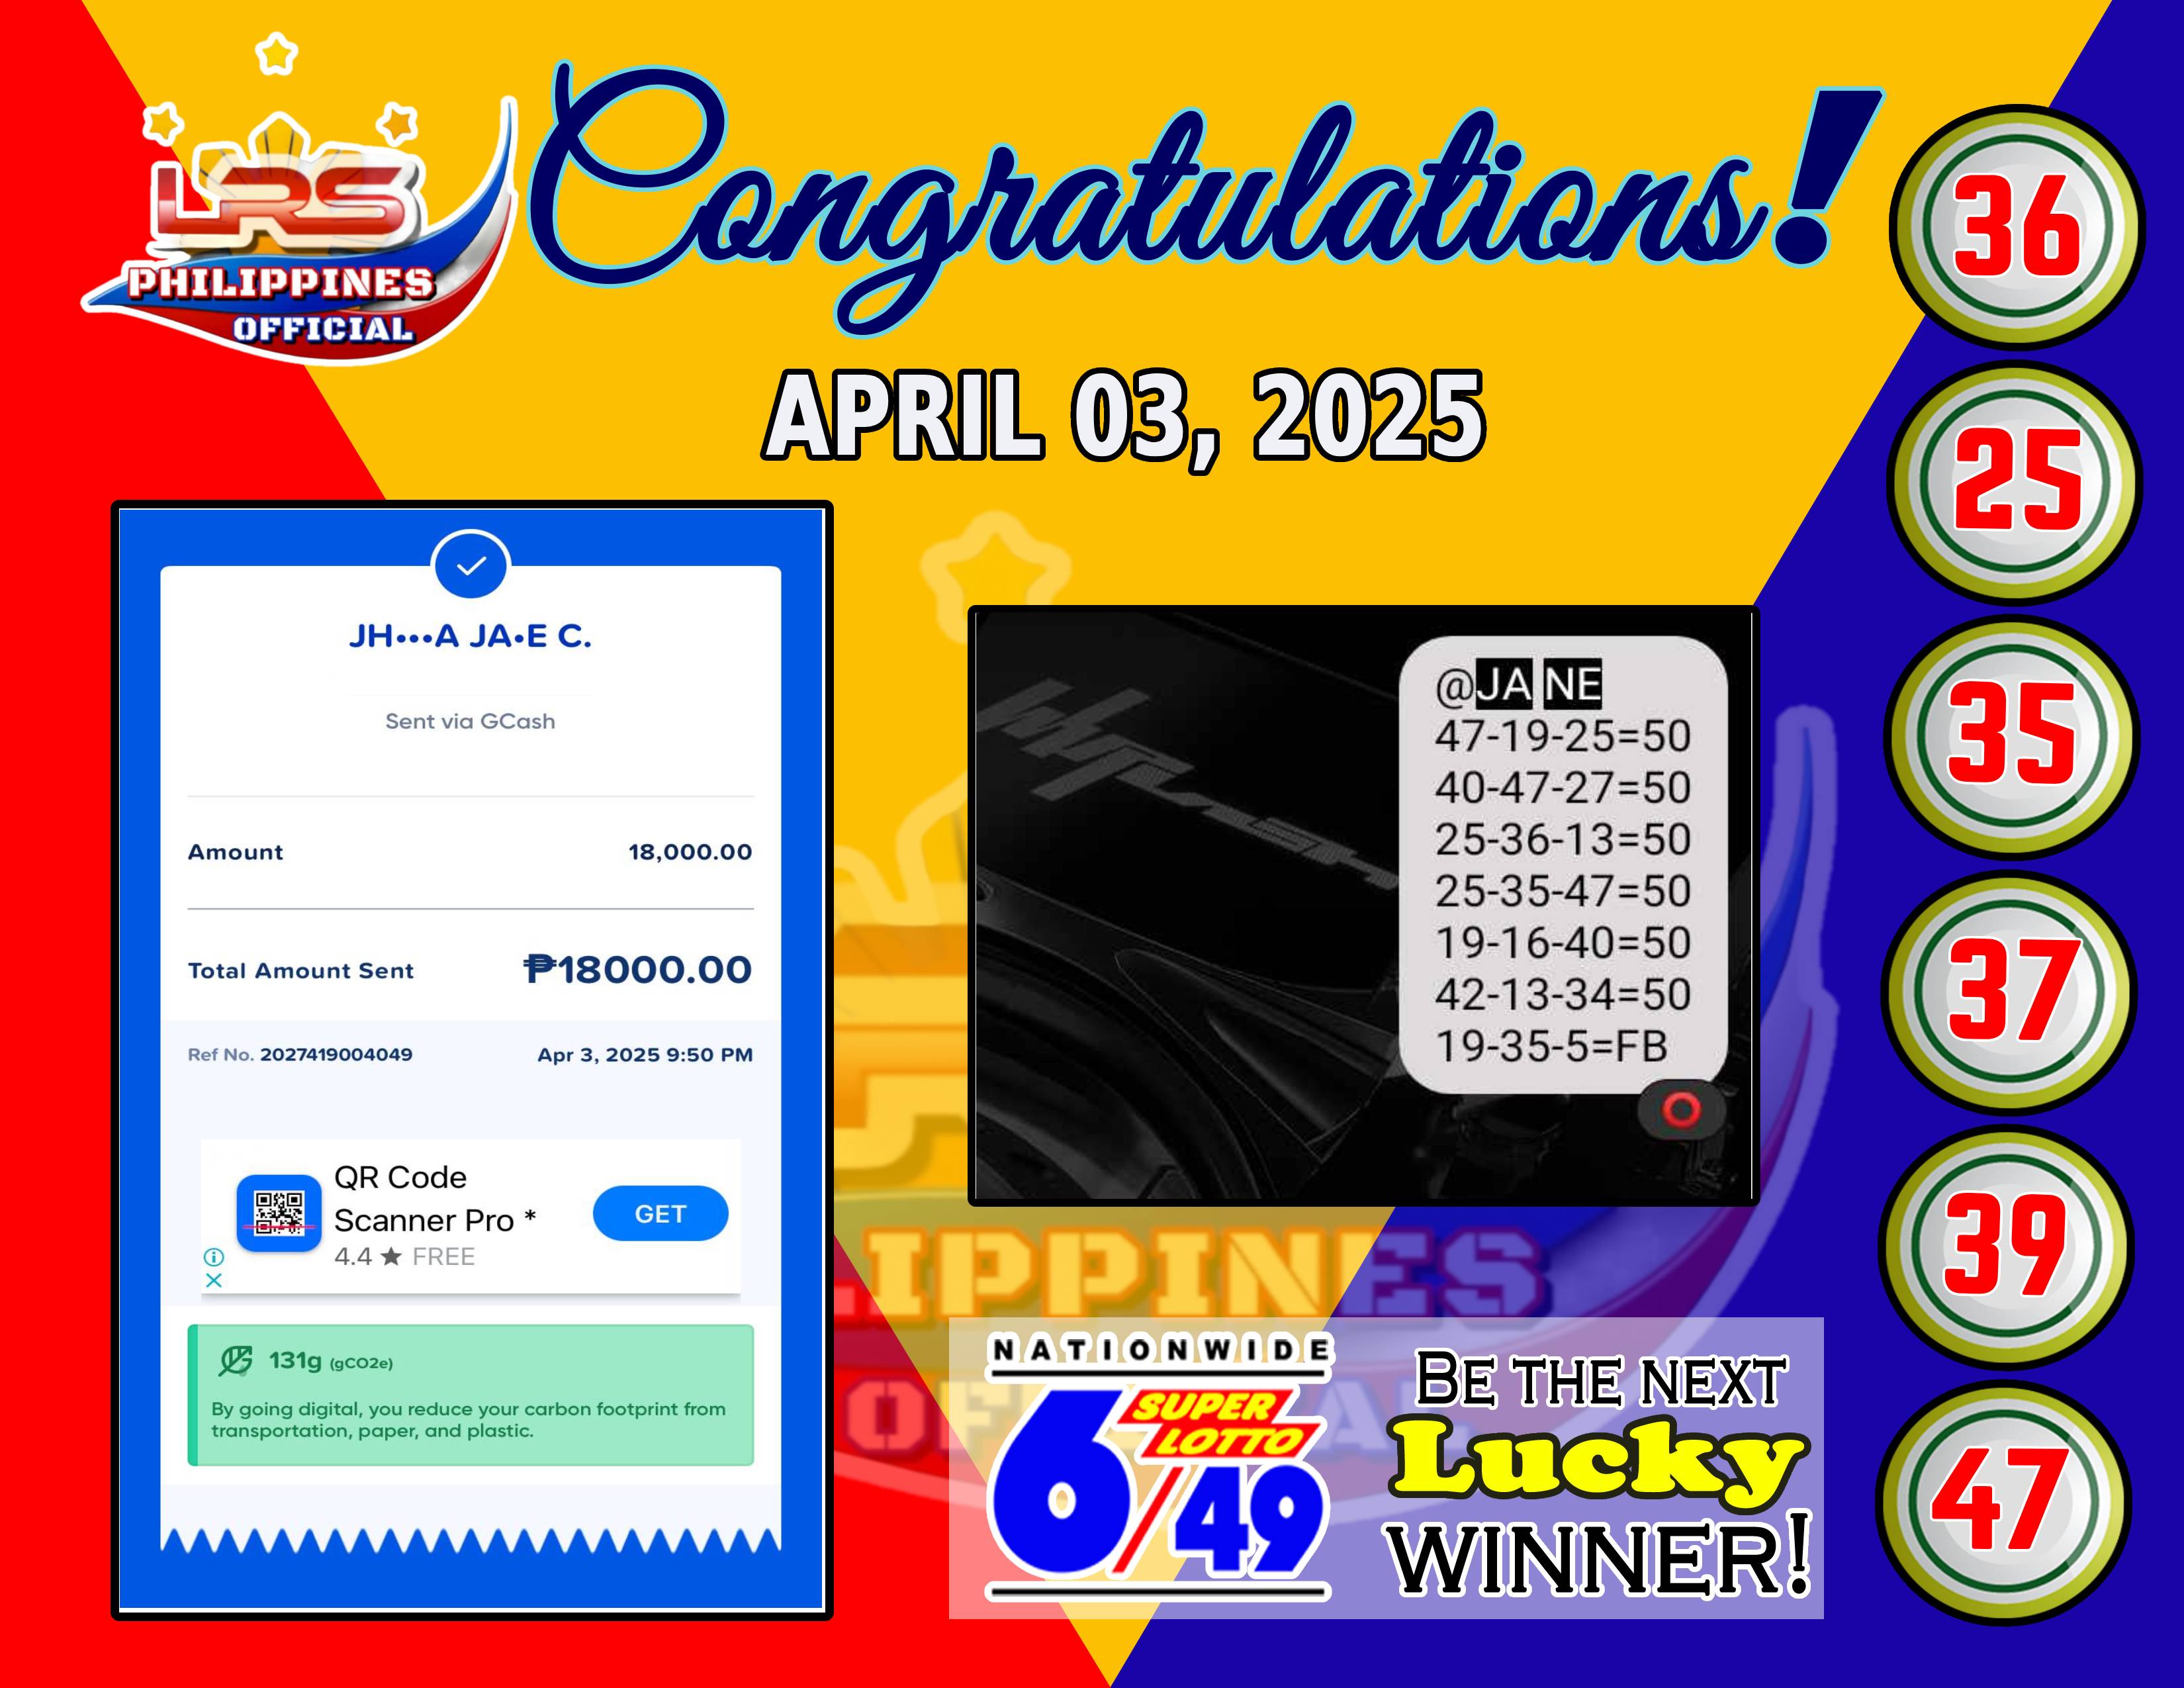 LRS
PHILIPPINES
OFFICIAL
Congratulations!
APRIL 03, 2025
JH•••A JA•E C.
Sent via GCash
Amount 18,000.00
Total Amount Sent ₱18000.00
Ref No. 2027419004049 Apr 3, 2025 9:50 PM
QR Code
Scanner Pro *
4.4 ★ FREE
GET
131g (gCO2e)
By going digital, you reduce your carbon footprint from
transportation, paper, and plastic.
@JA NE
47-19-25=50
40-47-27=50
25-36-13=50
25-35-47=50
19-16-40=50
42-13-34=50
19-35-5=FB
NATIONWIDE
SUPER
LOTTO
6/49
BE THE NEXT
Lucky
WINNER!
36
25
35
37
39
47